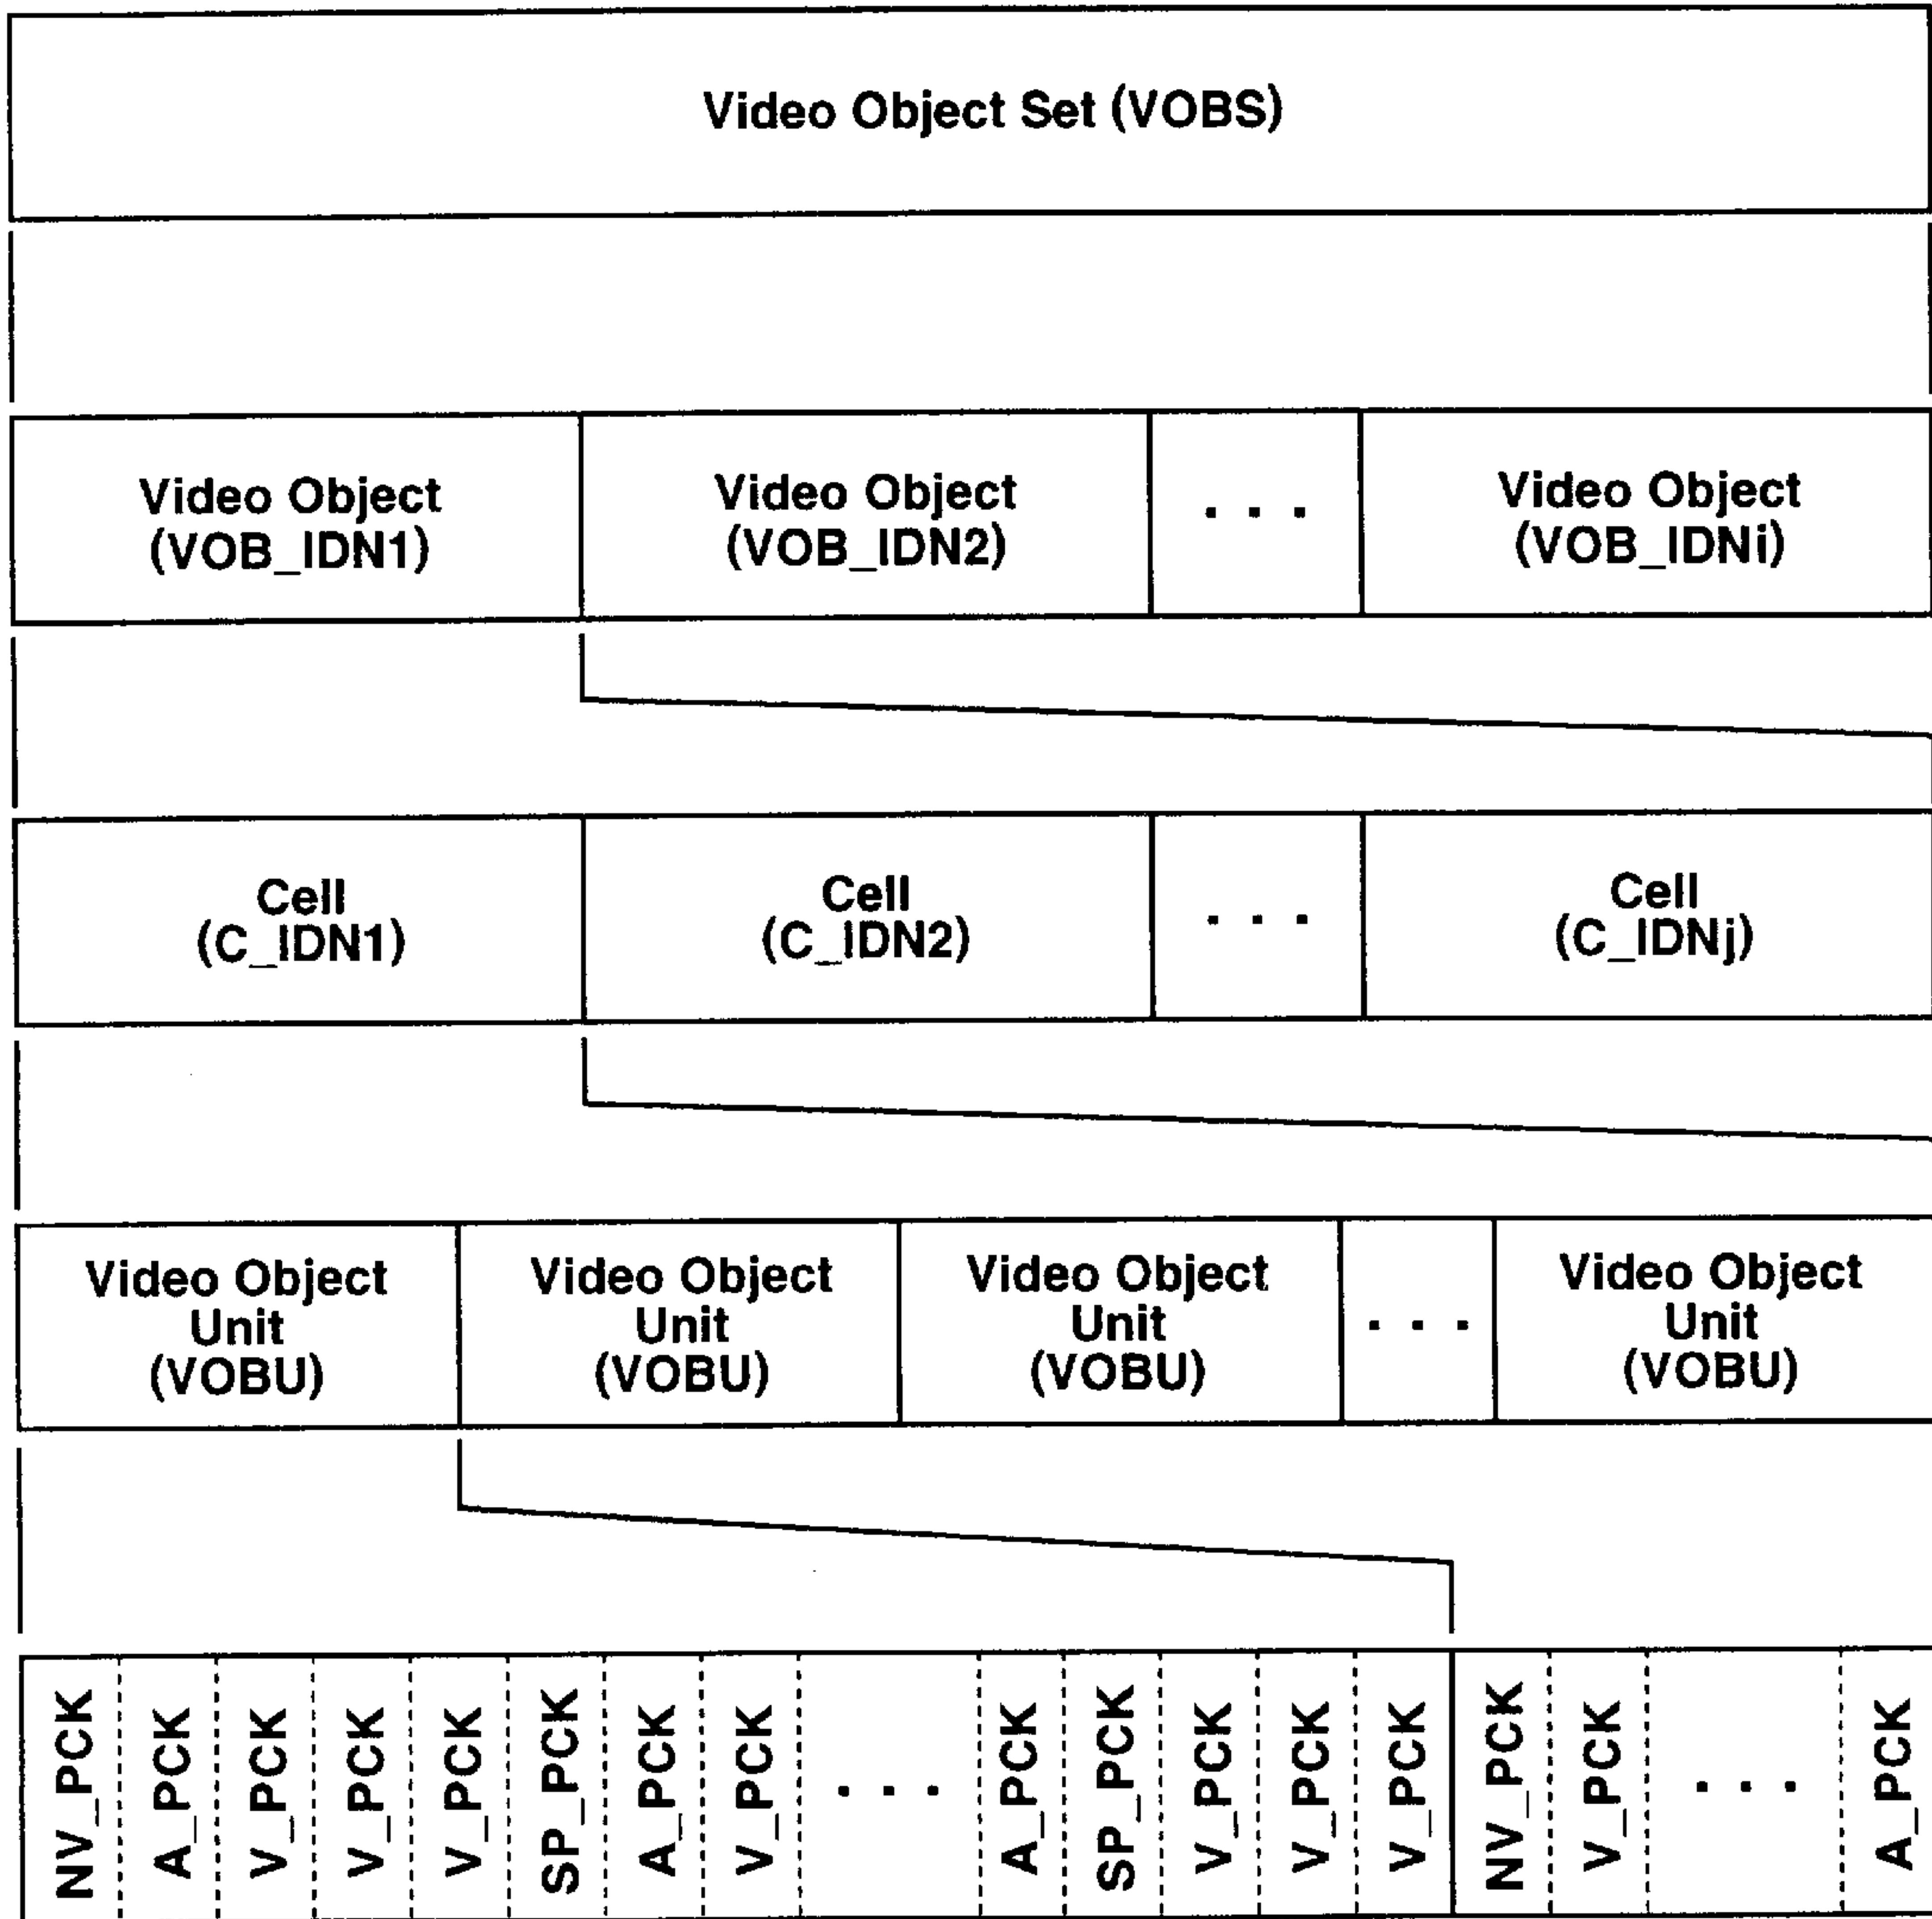 Video Object Set (VOBS)
Video Object
(VOB_IDN1)
Video Object
(VOB_IDN2)
. . .
Video Object
(VOB_IDNi)
Cell
(C_IDN1)
Cell
(C_IDN2)
. . .
Cell
(C_IDNj)
Video Object
Unit
(VOBU)
Video Object
Unit
(VOBU)
Video Object
Unit
(VOBU)
. . .
Video Object
Unit
(VOBU)
NV_PCK
A_PCK
V_PCK
V_PCK
V_PCK
SP_PCK
A_PCK
V_PCK
. . .
A_PCK
SP_PCK
V_PCK
V_PCK
V_PCK
NV_PCK
V_PCK
. . .
A_PCK